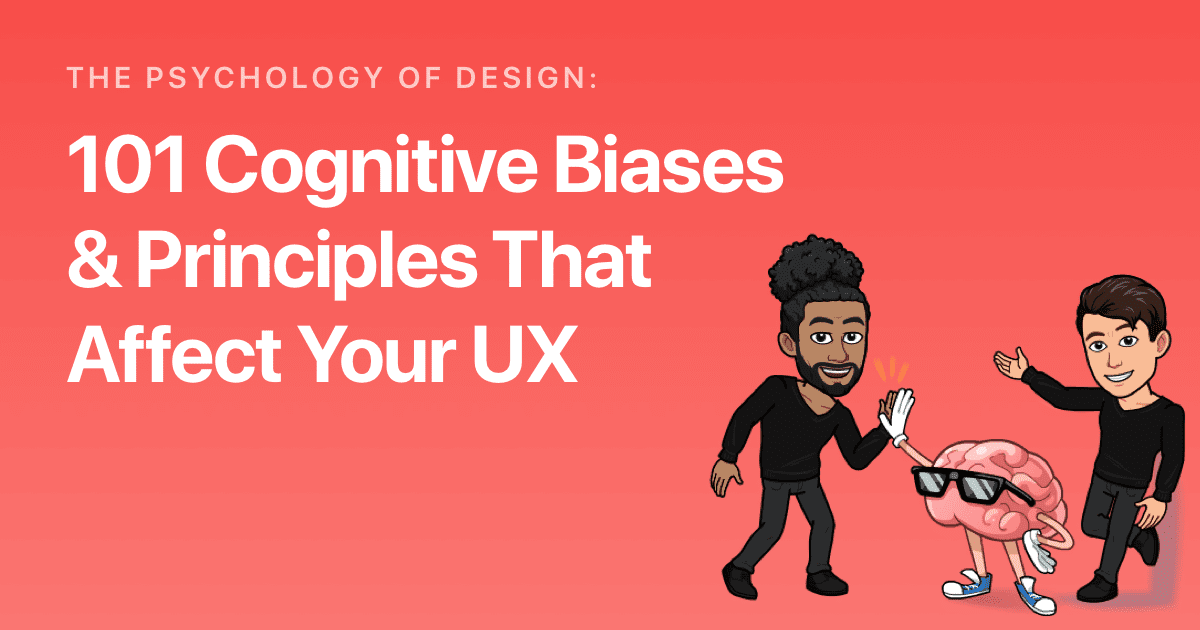 THE PSYCHOLOGY OF DESIGN:
101 Cognitive Biases
& Principles That
Affect Your UX